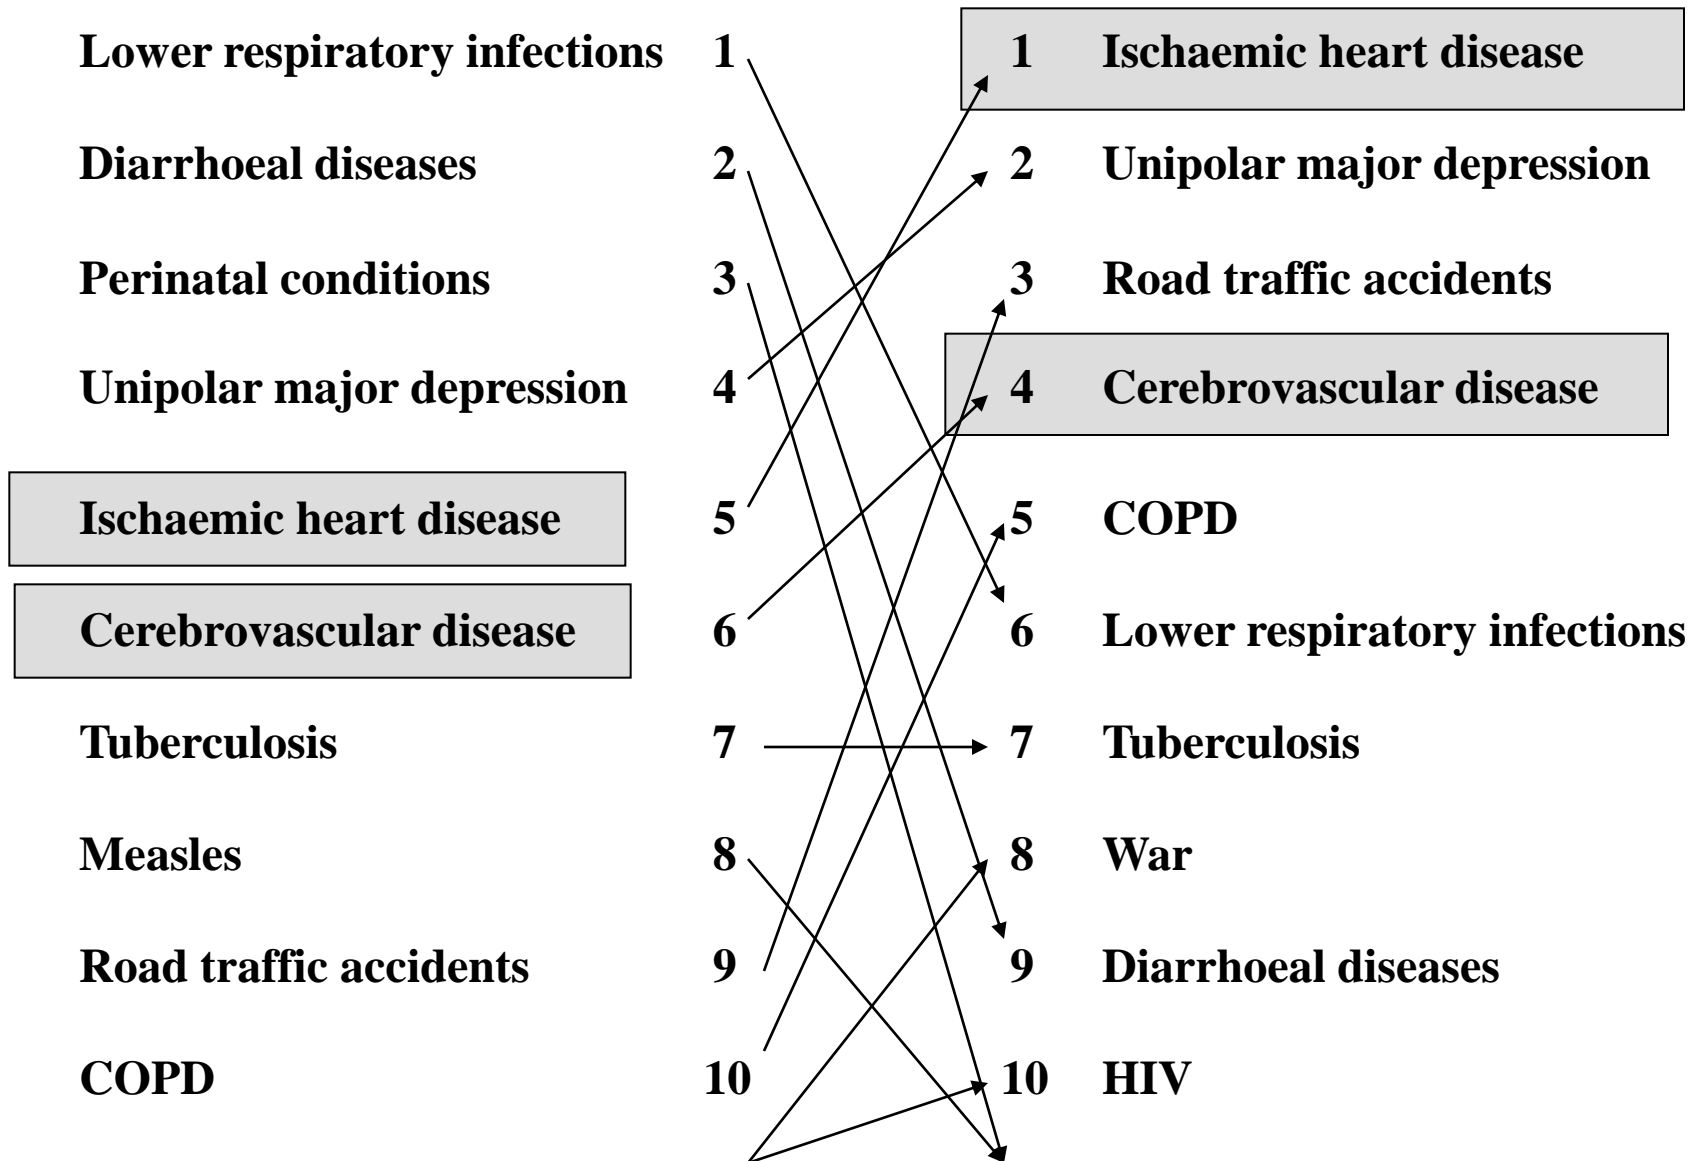 Lower respiratory infections 1 1 Ischaemic heart disease
Diarrhoeal diseases 2 2 Unipolar major depression
Perinatal conditions 3 3 Road traffic accidents
Unipolar major depression 4 4 Cerebrovascular disease
Ischaemic heart disease 5 5 COPD
Cerebrovascular disease 6 6 Lower respiratory infections
Tuberculosis 7 7 Tuberculosis
Measles 8 8 War
Road traffic accidents 9 9 Diarrhoeal diseases
COPD 10 10 HIV